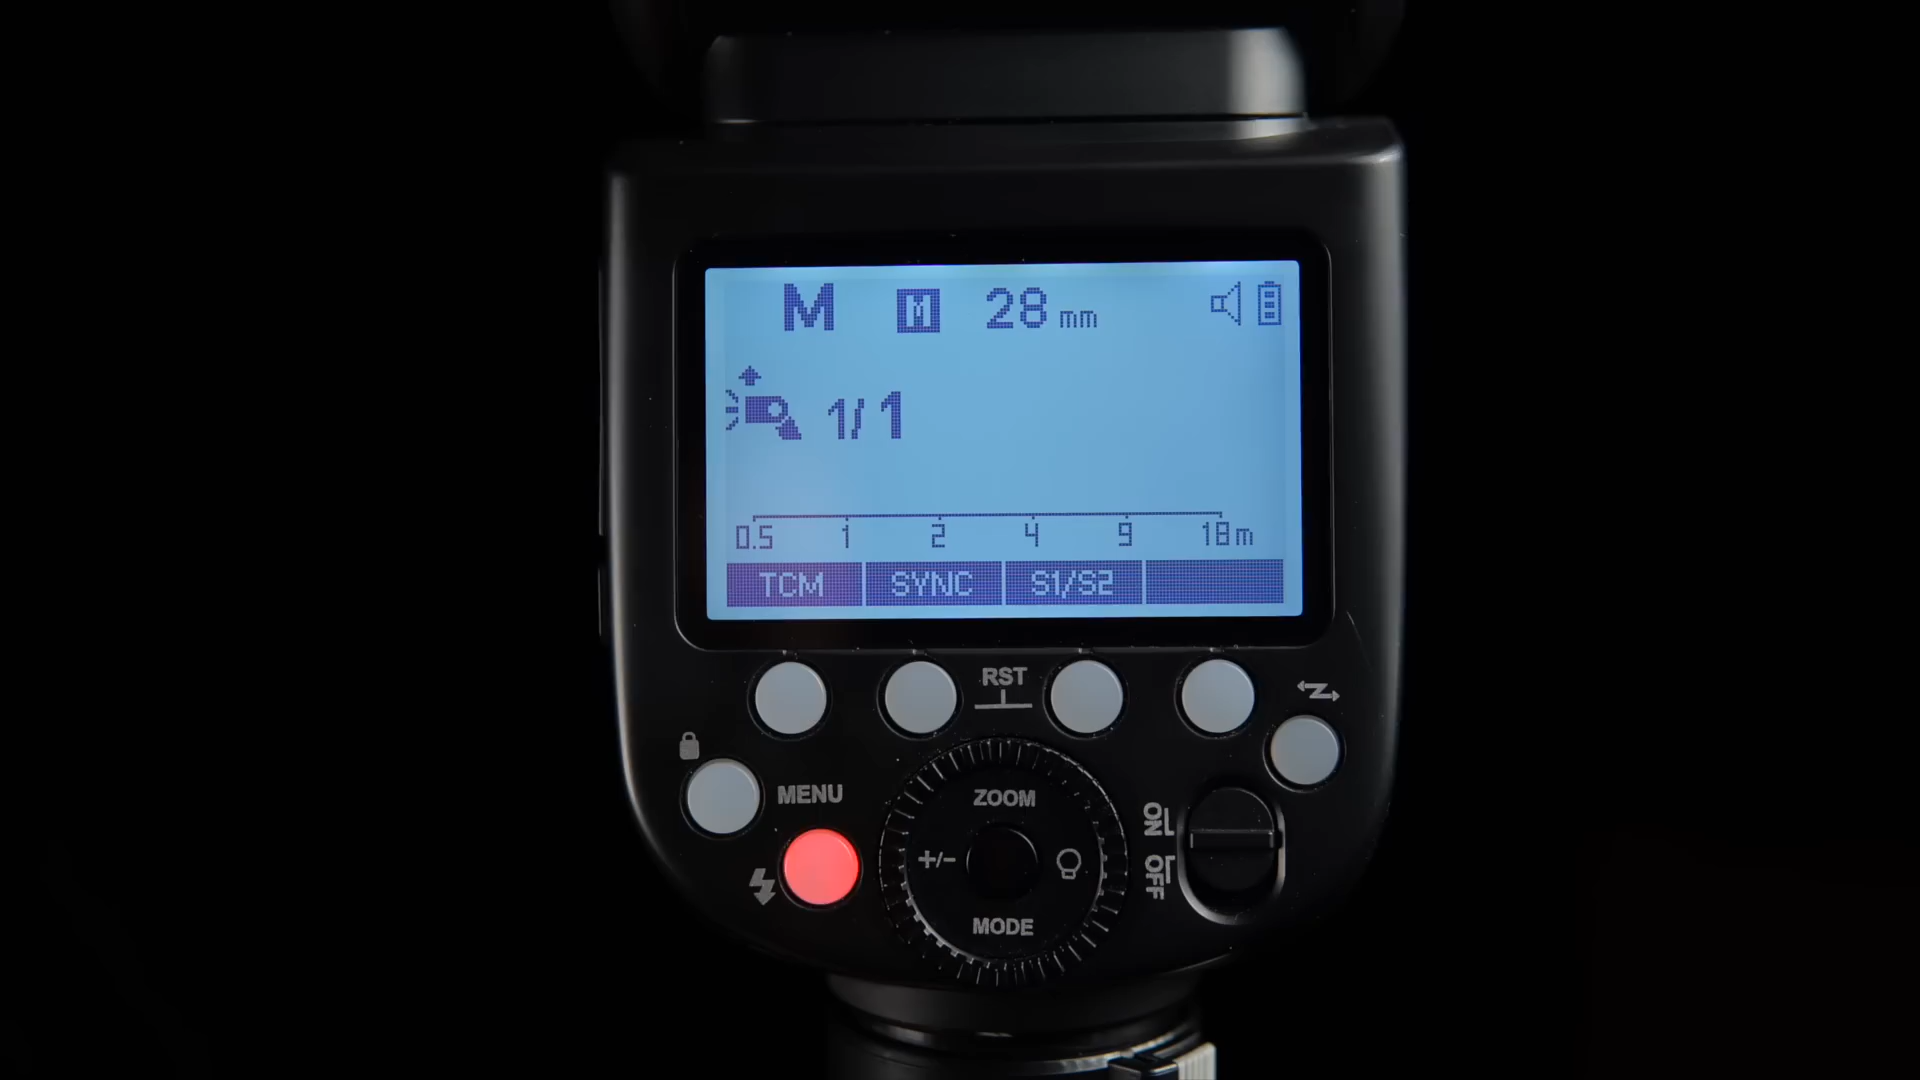 M M 28 mm
1/1
0.5 1 2 4 9 18m
TCM SYNC S1/S2
RST
MENU
ZOOM
+/-
MODE
ON
OFF